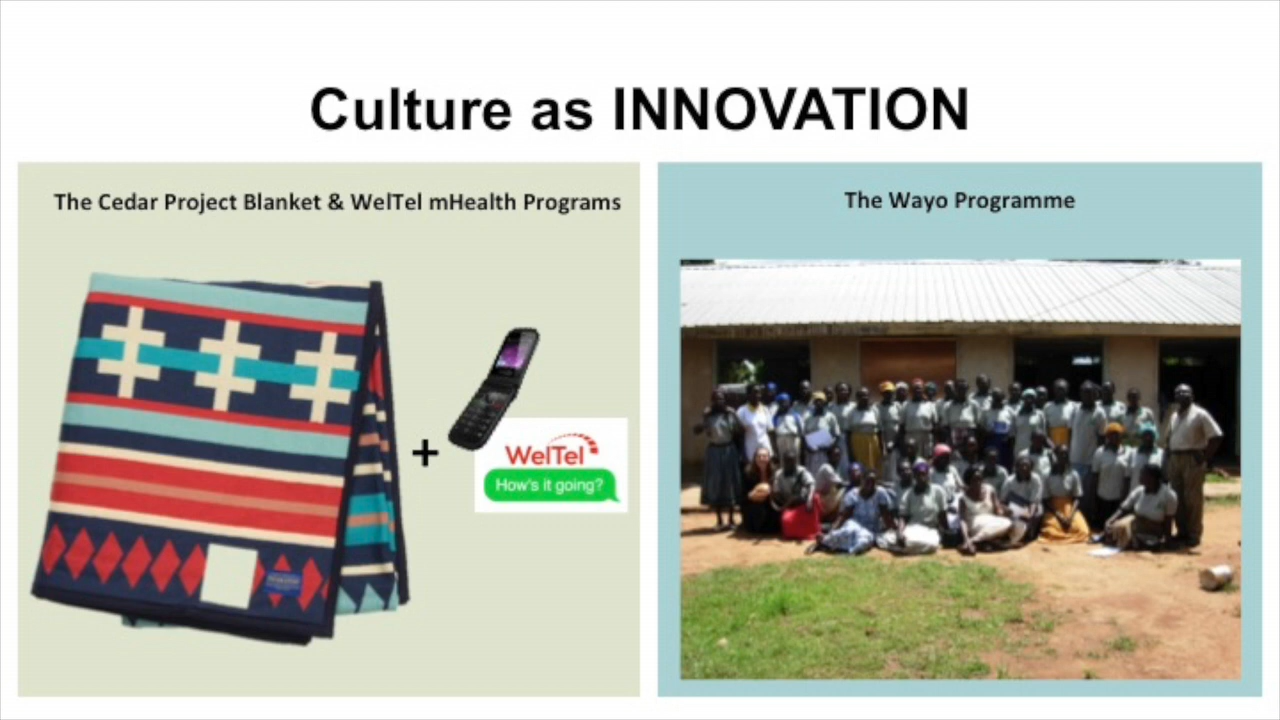 Culture as INNOVATION
The Cedar Project Blanket & WelTel mHealth Programs
The Wayo Programme
+
WelTel
How's it going?